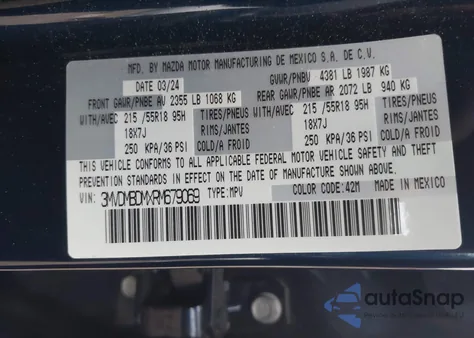 MFD. BY MAZDA MOTOR MANUFACTURING DE MEXICO S.A. DE C.V.
DATE 03/24 GVWR/PNBV 4381 LB 1987 KG
FRONT GAWR/PNBE AV 2355 LB 1068 KG REAR GAWR/PNBE AR 2072 LB 940 KG
WITH/AVEC 215 /55R18 95H TIRES/PNEUS WITH/AVEC 215 /55R18 95H TIRES/PNEUS
18X7J RIMS/JANTES 18X7J RIMS/JANTES
250 KPA/36 PSI COLD/A FROID 250 KPA/36 PSI COLD/A FROID
THIS VEHICLE CONFORMS TO ALL APPLICABLE FEDERAL MOTOR VEHICLE SAFETY AND THEFT
PREVENTION STANDARDS IN EFFECT ON THE DATE OF MANUFACTURE SHOWN ABOVE.
VIN: 3MVDMBDMXRM679069 TYPE:MPV COLOR CODE:42M MADE IN MEXICO
autoSnap